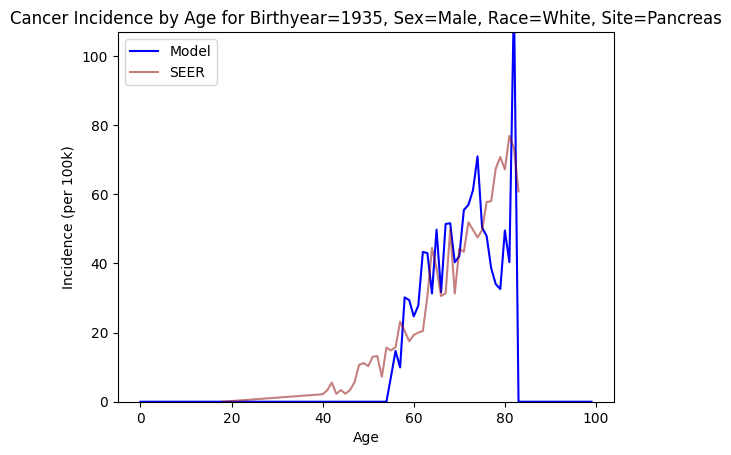 Cancer Incidence by Age for Birthyear=1935, Sex=Male, Race=White, Site=Pancreas
Model
SEER
Incidence (per 100k)
100
80
60
40
20
0
0 20 40 60 80 100
Age